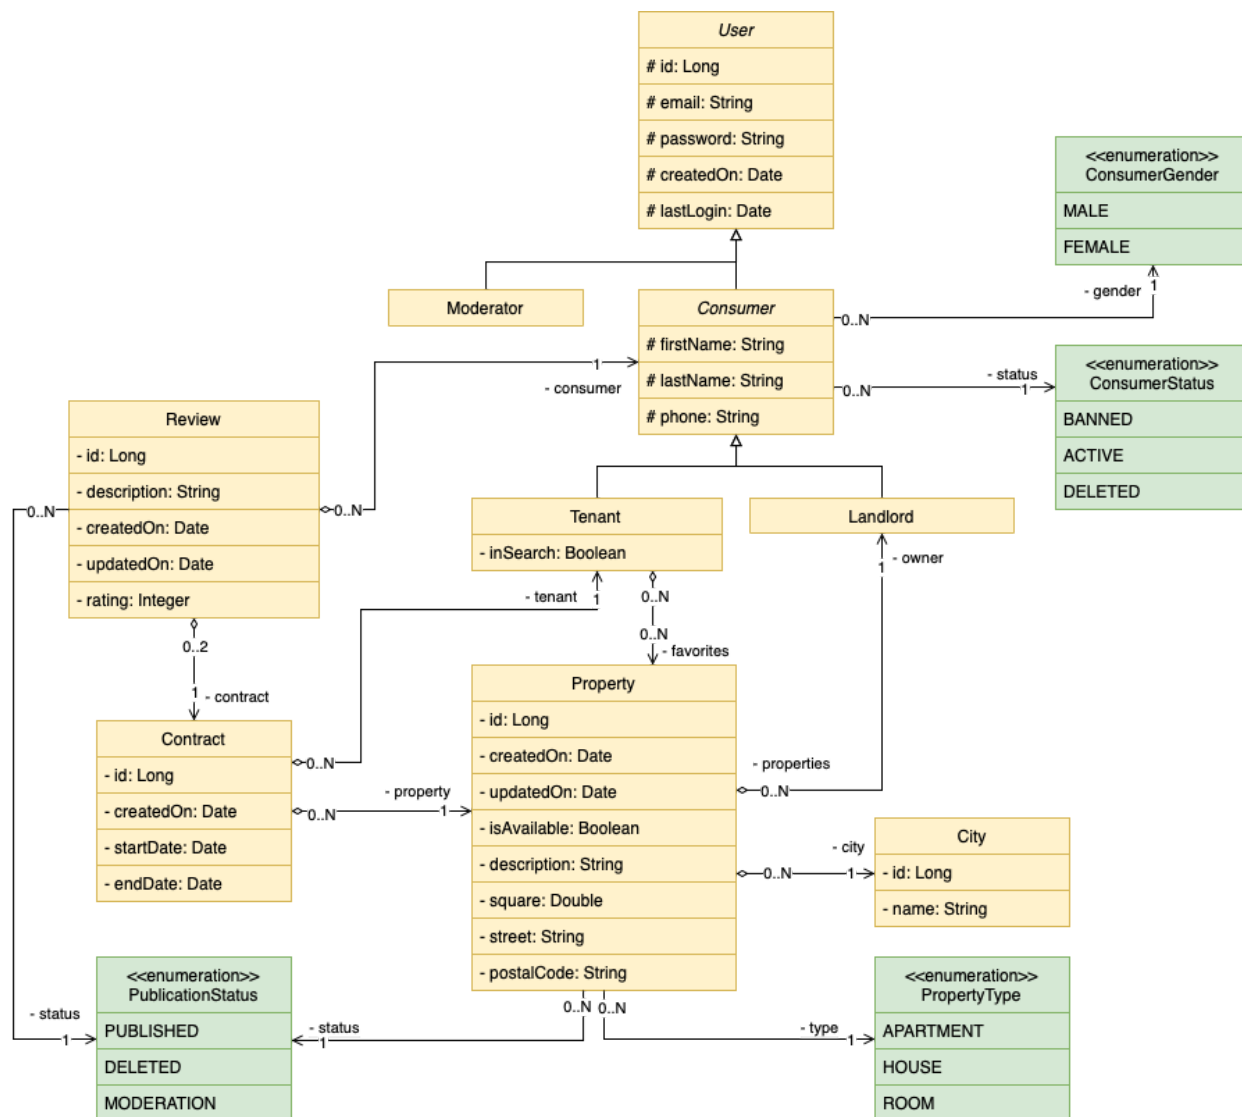 User
# id: Long
# email: String
# password: String
# createdOn: Date
# lastLogin: Date
<<enumeration>>
ConsumerGender
MALE
FEMALE
Moderator
Consumer
# firstName: String
# lastName: String
# phone: String
0..N
- gender
1
0..N
- status
1
<<enumeration>>
ConsumerStatus
BANNED
ACTIVE
DELETED
1
- consumer
Review
- id: Long
- description: String
- createdOn: Date
- updatedOn: Date
- rating: Integer
0..N
0..N
0..2
1
- contract
Tenant
- inSearch: Boolean
Landlord
1
- owner
- tenant
1
0..N
0..N
- favorites
Contract
- id: Long
- createdOn: Date
- startDate: Date
- endDate: Date
0..N
0..N
- property
1
Property
- id: Long
- createdOn: Date
- updatedOn: Date
- isAvailable: Boolean
- description: String
- square: Double
- street: String
- postalCode: String
- properties
0..N
0..N
- city
1
City
- id: Long
- name: String
<<enumeration>>
PublicationStatus
PUBLISHED
DELETED
MODERATION
- status
1
- status
1
0..N
0..N
- type
1
<<enumeration>>
PropertyType
APARTMENT
HOUSE
ROOM